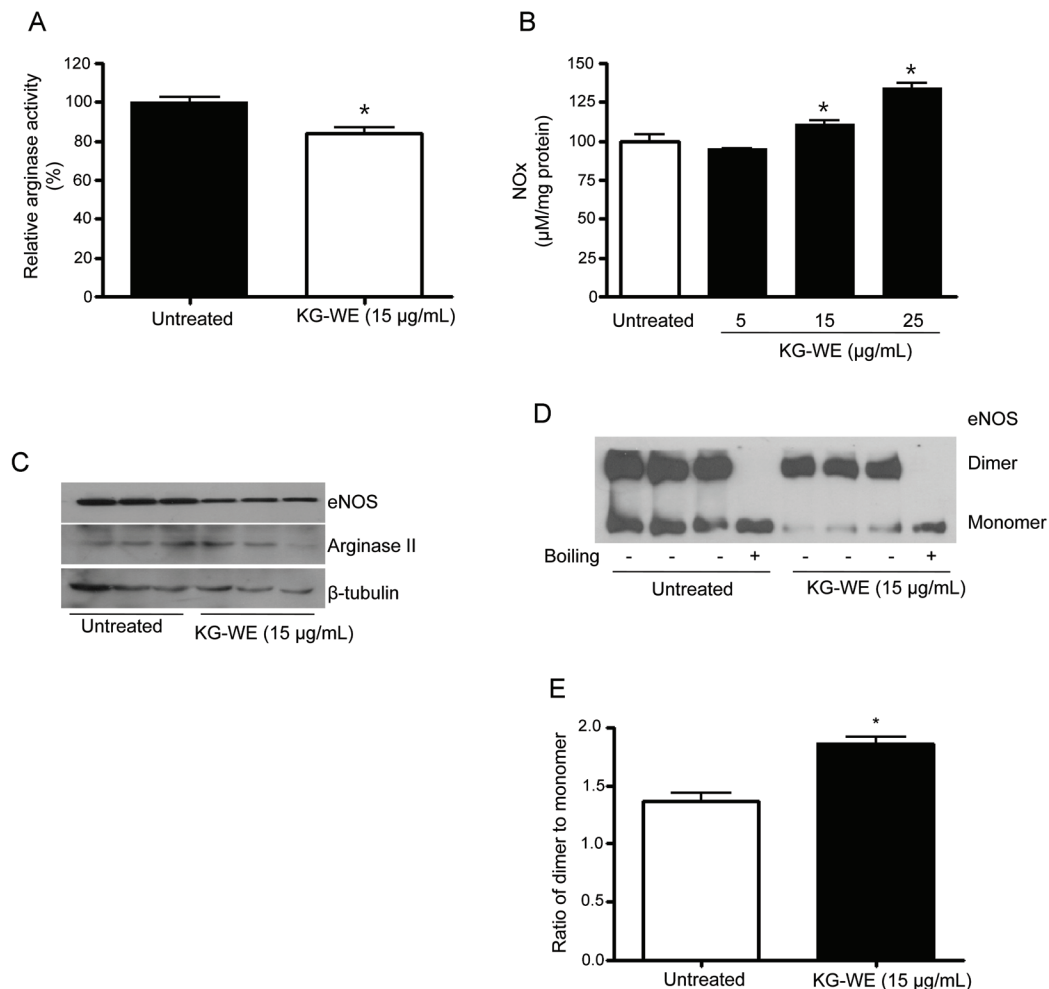 A
Relative arginase activity
(%)
120
100
80
60
40
20
0
*
Untreated
KG-WE (15 µg/mL)
B
NOx
(µM/mg protein)
150
125
100
75
50
25
0
*
*
Untreated
5
15
25
KG-WE (µg/mL)
C
eNOS
Arginase II
β-tubulin
Untreated
KG-WE (15 µg/mL)
D
eNOS
Dimer
Monomer
Boiling - - - + - - - +
Untreated
KG-WE (15 µg/mL)
E
Ratio of dimer to monomer
2.0
1.5
1.0
0.5
0.0
*
Untreated
KG-WE (15 µg/mL)